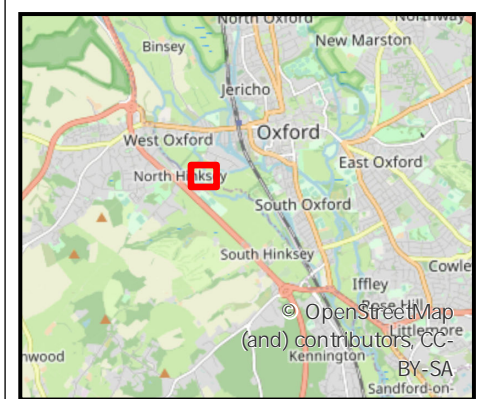 North Oxford
Northway
Binsey
New Marston
Jericho
West Oxford
Oxford
East Oxford
North Hinksey
South Oxford
South Hinksey
Cowle
Iffley
Rose Hill
© OpenStreetMap
(and) contributors, CC-
Littlemore
BY-SA
nwood
Kennington
Sandford-on-